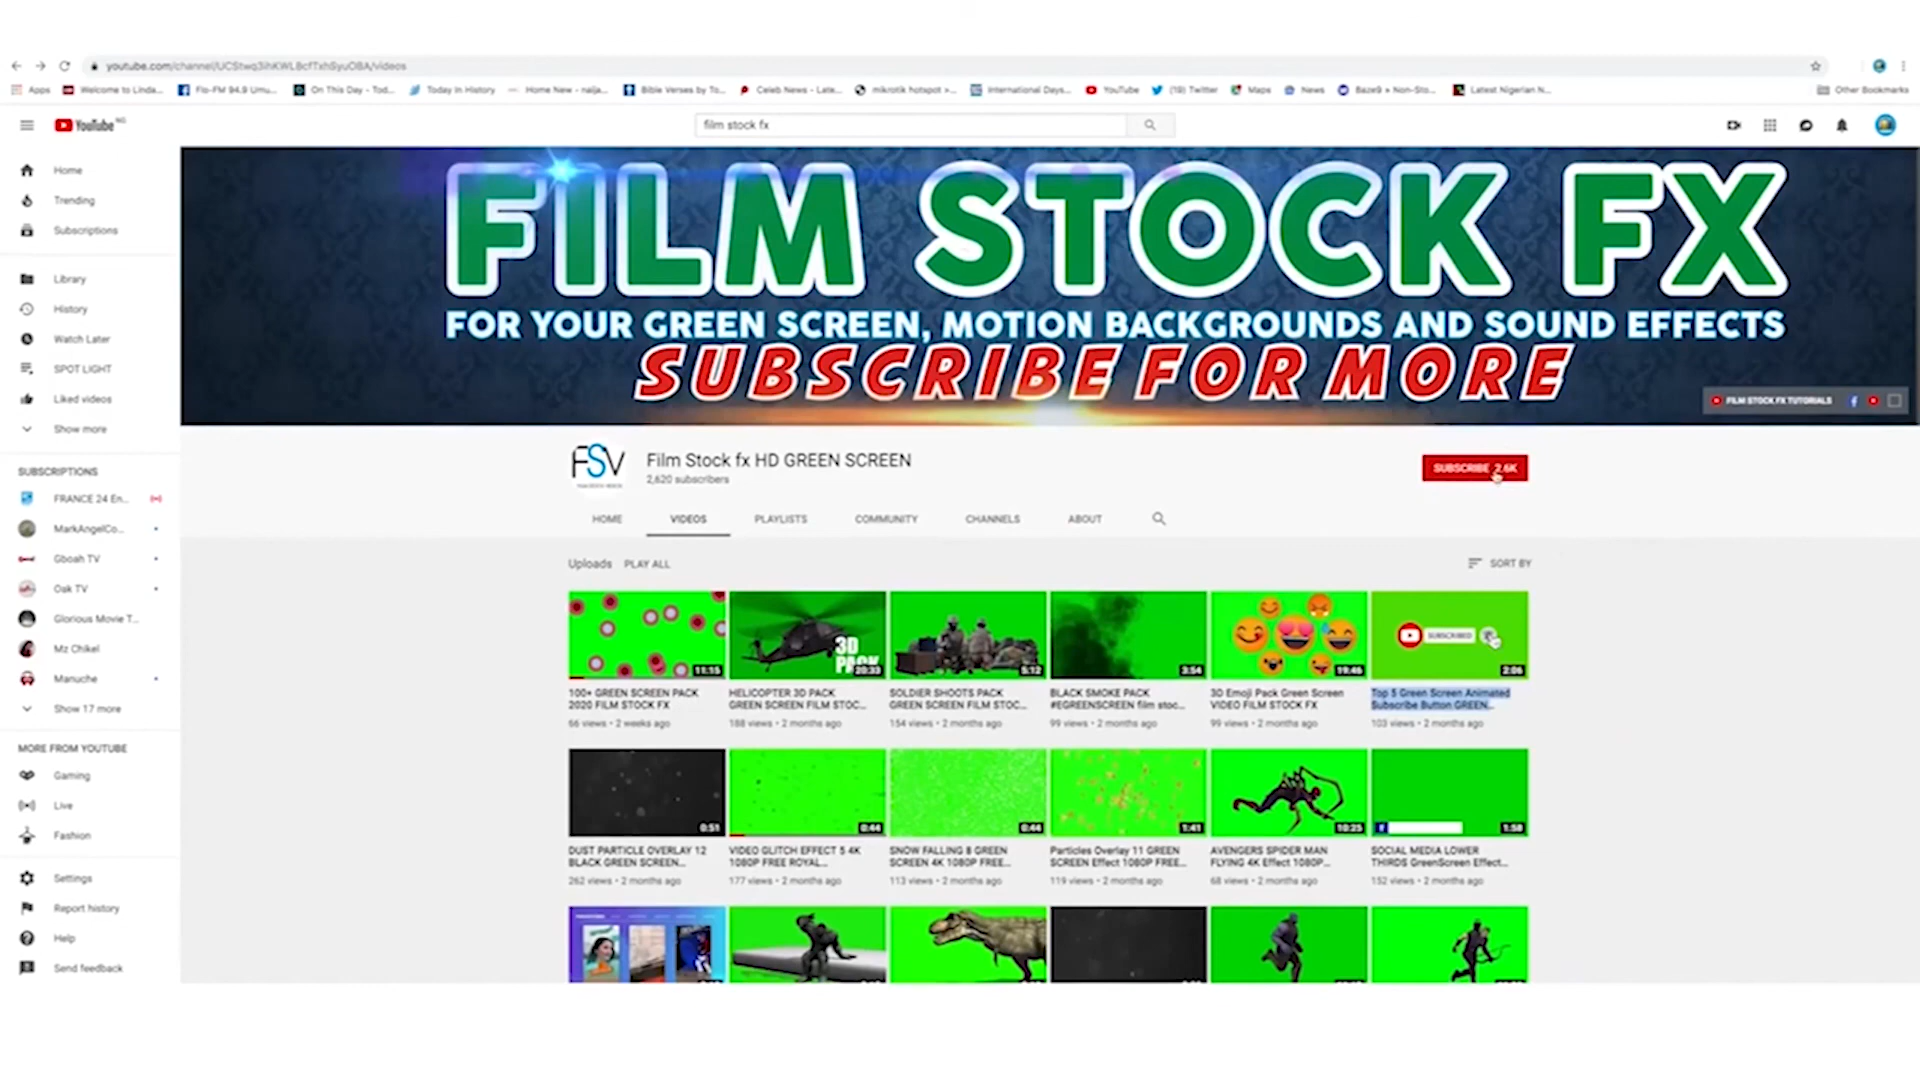 youtube.com/channel/UCStwq3ihKWL8cfTxhSyuOBA/videos
Apps Welcome to Linda... Flo-FM 94.9 Umu... On This Day - Tod... Today In History Home New - naija... Bible Verses by To... Celeb News - Late... mikrotik hotspot >... International Days... YouTube (19) Twitter Maps News Base9 » Non-Sto... Latest Nigerian N... Other Bookmarks
YouTube NG
film stock fx
Home
Trending
Subscriptions
Library
History
Watch Later
SPOT LIGHT
Liked videos
Show more
SUBSCRIPTIONS
FRANCE 24 En...
MarkAngelCo...
Gboah TV
Oak TV
Glorious Movie T...
Mz Chikel
Manuche
Show 17 more
MORE FROM YOUTUBE
Gaming
Live
Fashion
Settings
Report history
Help
Send feedback
FILM STOCK FX
FOR YOUR GREEN SCREEN, MOTION BACKGROUNDS AND SOUND EFFECTS
SUBSCRIBE FOR MORE
FILM STOCK FX TUTORIALS
FSV
Film Stock fx HD GREEN SCREEN
2,620 subscribers
SUBSCRIBE 2.6K
HOME VIDEOS PLAYLISTS COMMUNITY CHANNELS ABOUT
Uploads PLAY ALL SORT BY
11:15
100+ GREEN SCREEN PACK
2020 FILM STOCK FX
66 views • 2 weeks ago
3D
PACK
20:33
HELICOPTER 3D PACK
GREEN SCREEN FILM STOC...
188 views • 2 months ago
5:12
SOLDIER SHOOTS PACK
GREEN SCREEN FILM STOC...
154 views • 2 months ago
3:54
BLACK SMOKE PACK
#EGREENSCREEN film stoc...
99 views • 2 months ago
19:46
3D Emoji Pack Green Screen
VIDEO FILM STOCK FX
99 views • 2 months ago
SUBSCRIBED
2:06
Top 5 Green Screen Animated
Subscribe Button GREEN...
103 views • 2 months ago
0:51
DUST PARTICLE OVERLAY 12
BLACK GREEN SCREEN...
262 views • 2 months ago
0:44
VIDEO GLITCH EFFECT 5 4K
1080P FREE ROYAL...
177 views • 2 months ago
0:44
SNOW FALLING 8 GREEN
SCREEN 4K 1080P FREE...
113 views • 2 months ago
1:41
Particles Overlay 11 GREEN
SCREEN Effect 1080P FREE...
119 views • 2 months ago
10:25
AVENGERS SPIDER MAN
FLYING 4K Effect 1080P...
68 views • 2 months ago
1:58
SOCIAL MEDIA LOWER
THIRDS GreenScreen Effect...
152 views • 2 months ago